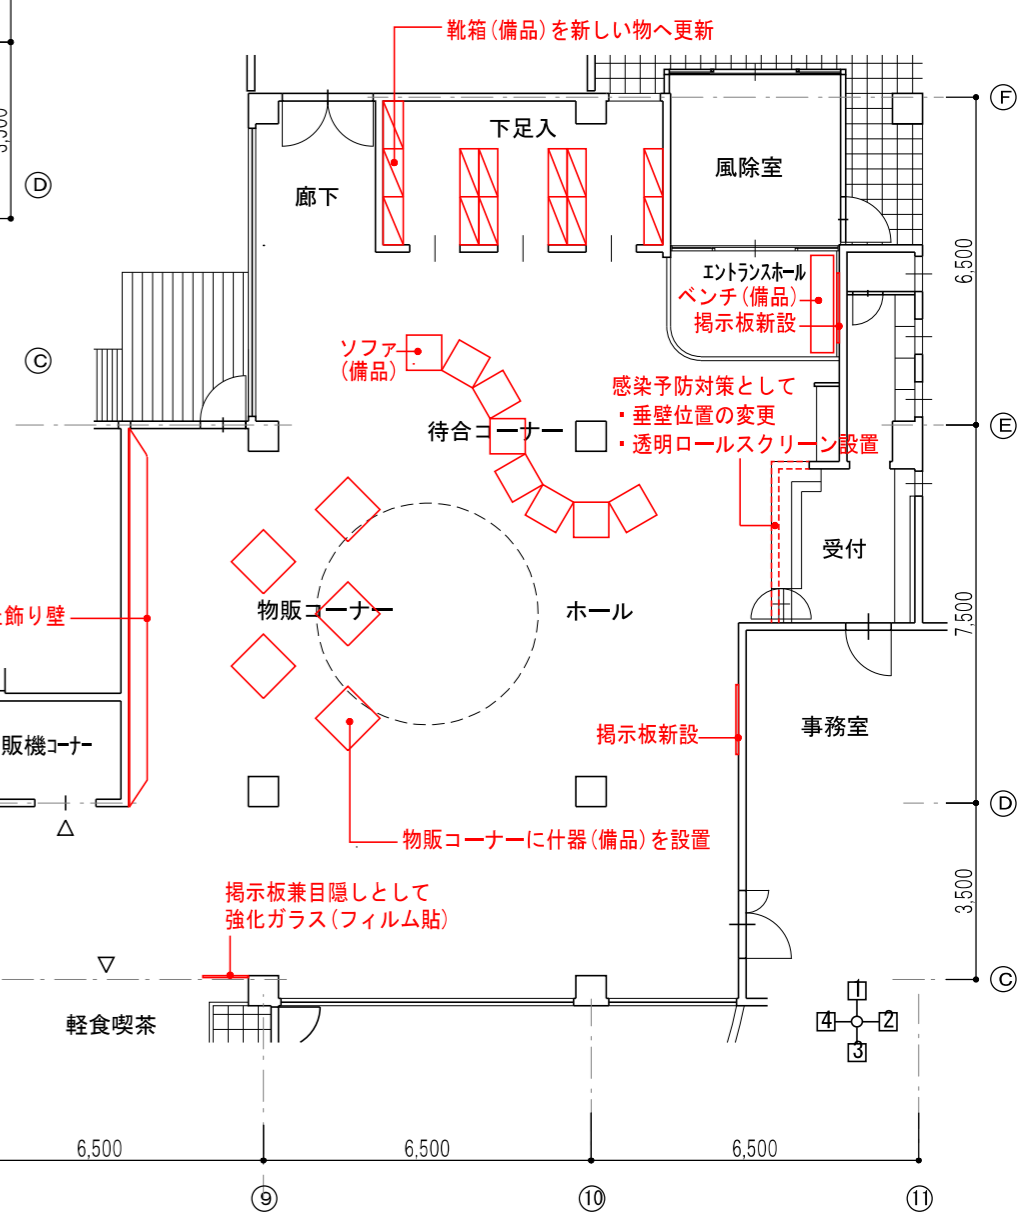 靴箱(備品)を新しい物へ更新
F
下足入
風除室
D
廊下
6,500
エントランスホール
ベンチ(備品)
掲示板新設
C
ソファ
(備品)
感染予防対策として
・垂壁位置の変更
・透明ロールスクリーン設置
待合コーナー
E
受付
物販コーナー
ホール
飾り壁
7,500
掲示板新設
事務室
販機コーナー
D
物販コーナーに什器(備品)を設置
掲示板兼目隠しとして
強化ガラス(フィルム貼)
3,500
C
軽食喫茶
1
4
2
3
6,500
6,500
6,500
9
10
11